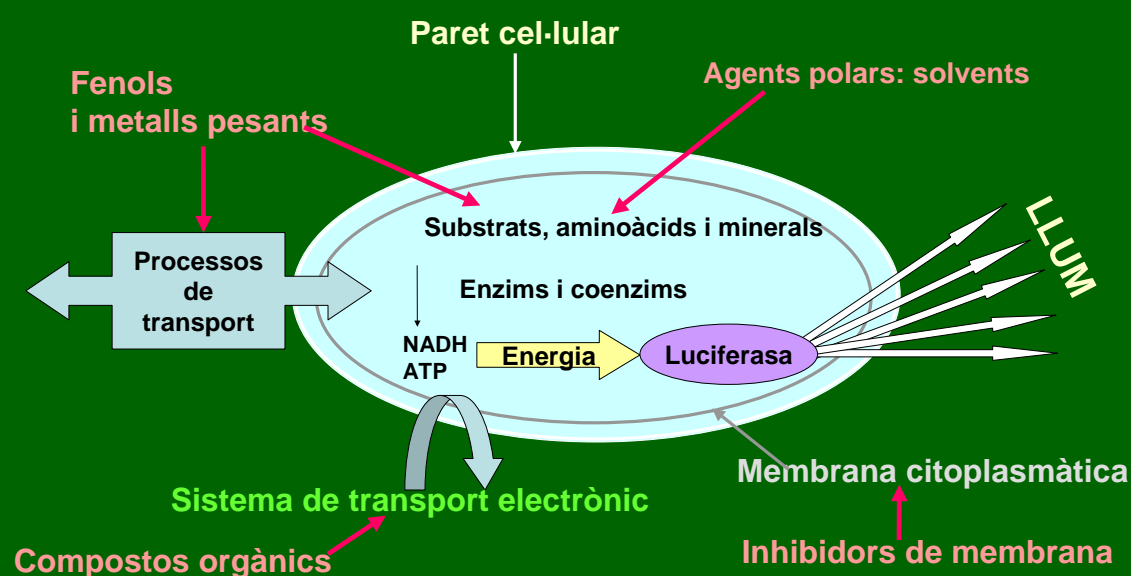 Paret cel·lular
Agents polars: solvents
Fenols
i metalls pesants
LLUM
Substrats, aminoàcids i minerals
Processos
de
transport
Enzims i coenzims
NADH
ATP
Energia
Luciferasa
Membrana citoplasmàtica
Sistema de transport electrònic
Inhibidors de membrana
Compostos orgànics